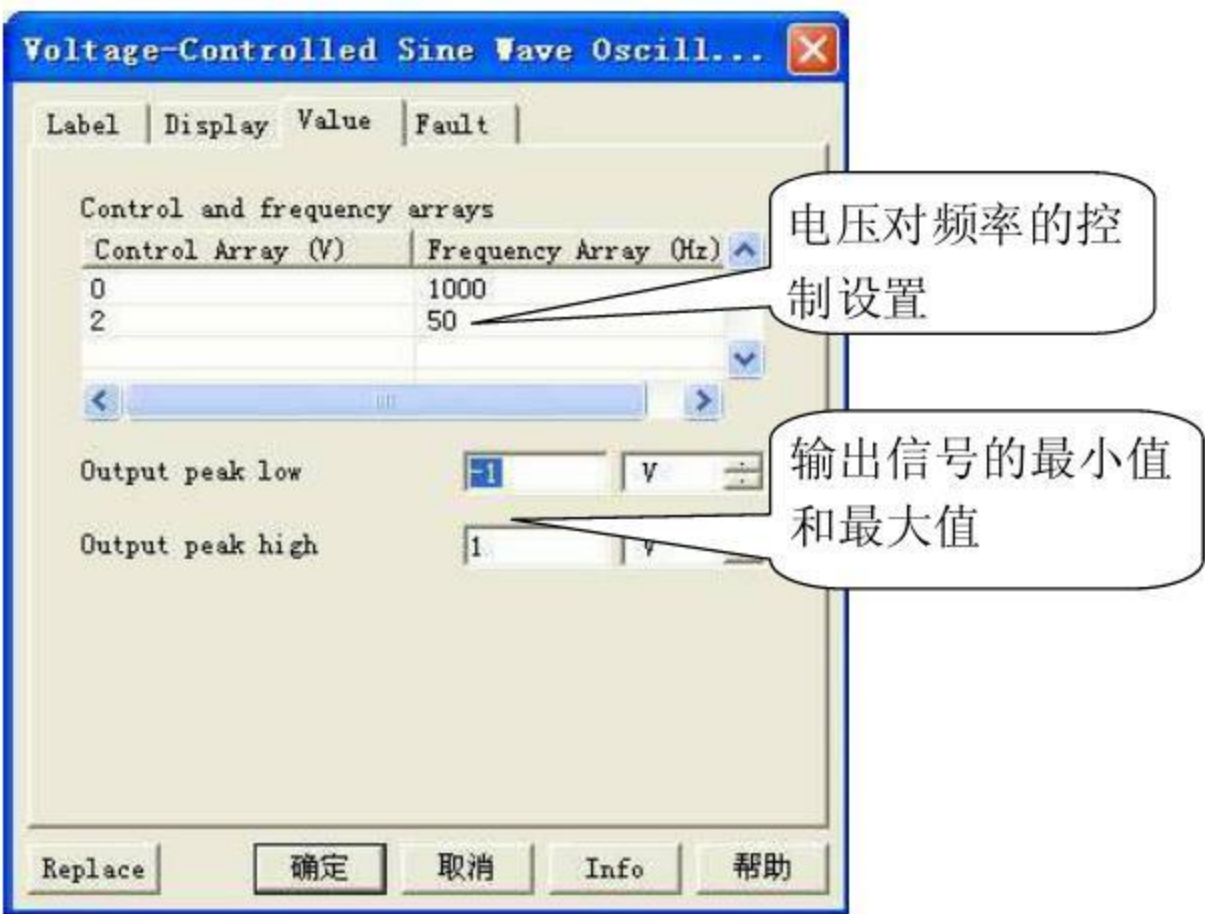 Voltage-Controlled Sine Wave Oscill...
Label Display Value Fault
Control and frequency arrays
Control Array (V) Frequency Array (Hz)
0 1000
2 50
电压对频率的控
制设置
Output peak low -1 V
Output peak high 1 V
输出信号的最小值
和最大值
Replace 确定 取消 Info 帮助